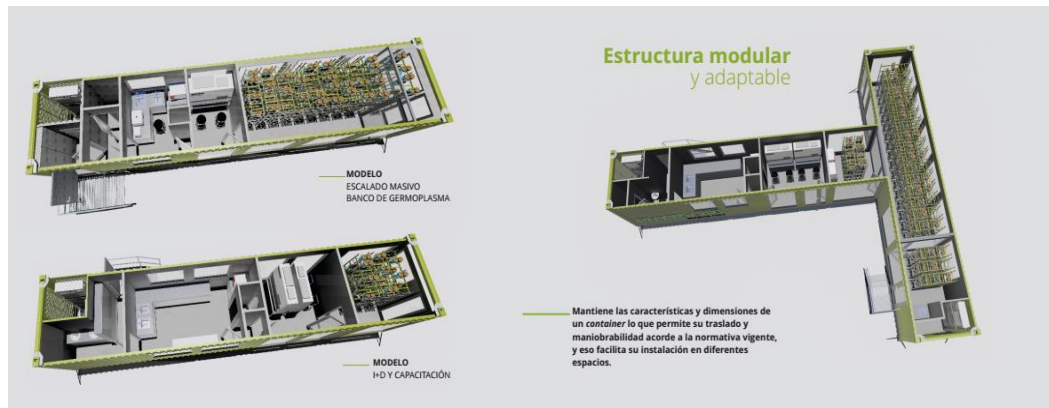 Estructura modular
y adaptable
MODELO
ESCALADO MASIVO
BANCO DE GERMOPLASMA
MODELO
I+D Y CAPACITACIÓN
Mantiene las características y dimensiones de
un container lo que permite su traslado y
maniobrabilidad acorde a la normativa vigente,
y eso facilita su instalación en diferentes
espacios.